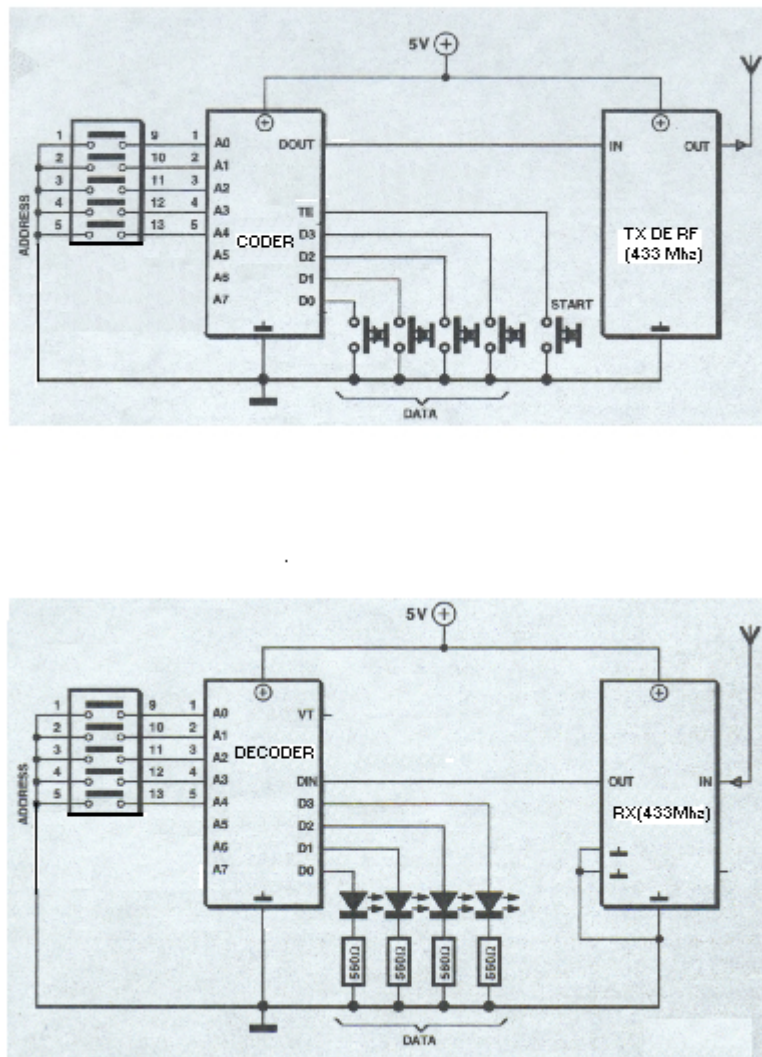 5V
1 9 1 A0 DOUT IN OUT
2 10 2 A1
3 11 3 A2
4 12 4 A3 TE
5 13 5 A4 D3
ADDRESS
CODER
TX DE RF
(433 Mhz)
A5 D2
A6 D1
A7 D0
START
DATA
5V
1 9 1 A0 VT
2 10 2 A1
3 11 3 A2
4 12 4 A3 DIN OUT IN
5 13 5 A4 D3
ADDRESS
DECODER
RX(433Mhz)
A5 D2
A6 D1
A7 D0
560Ω 560Ω 560Ω 560Ω
DATA